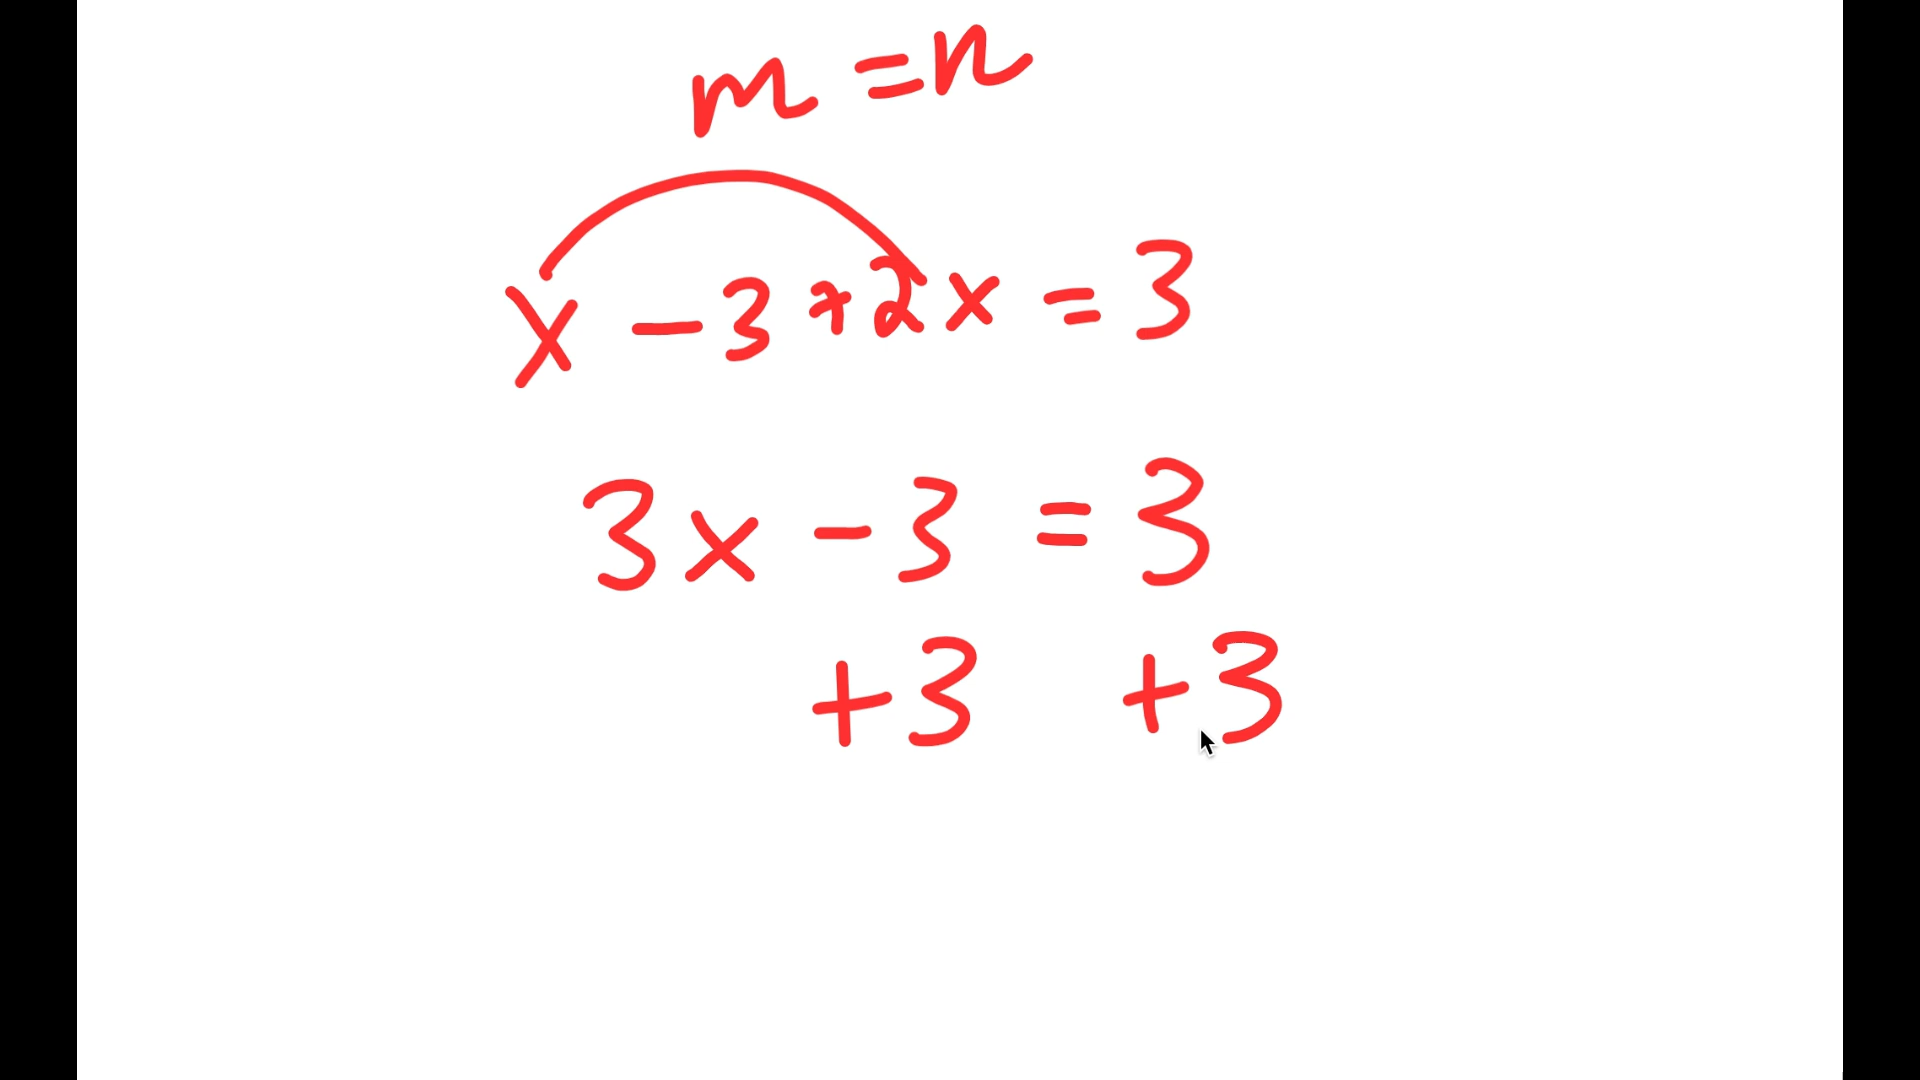 m = n
x - 3 + 2x = 3
3x - 3 = 3
+3 +3